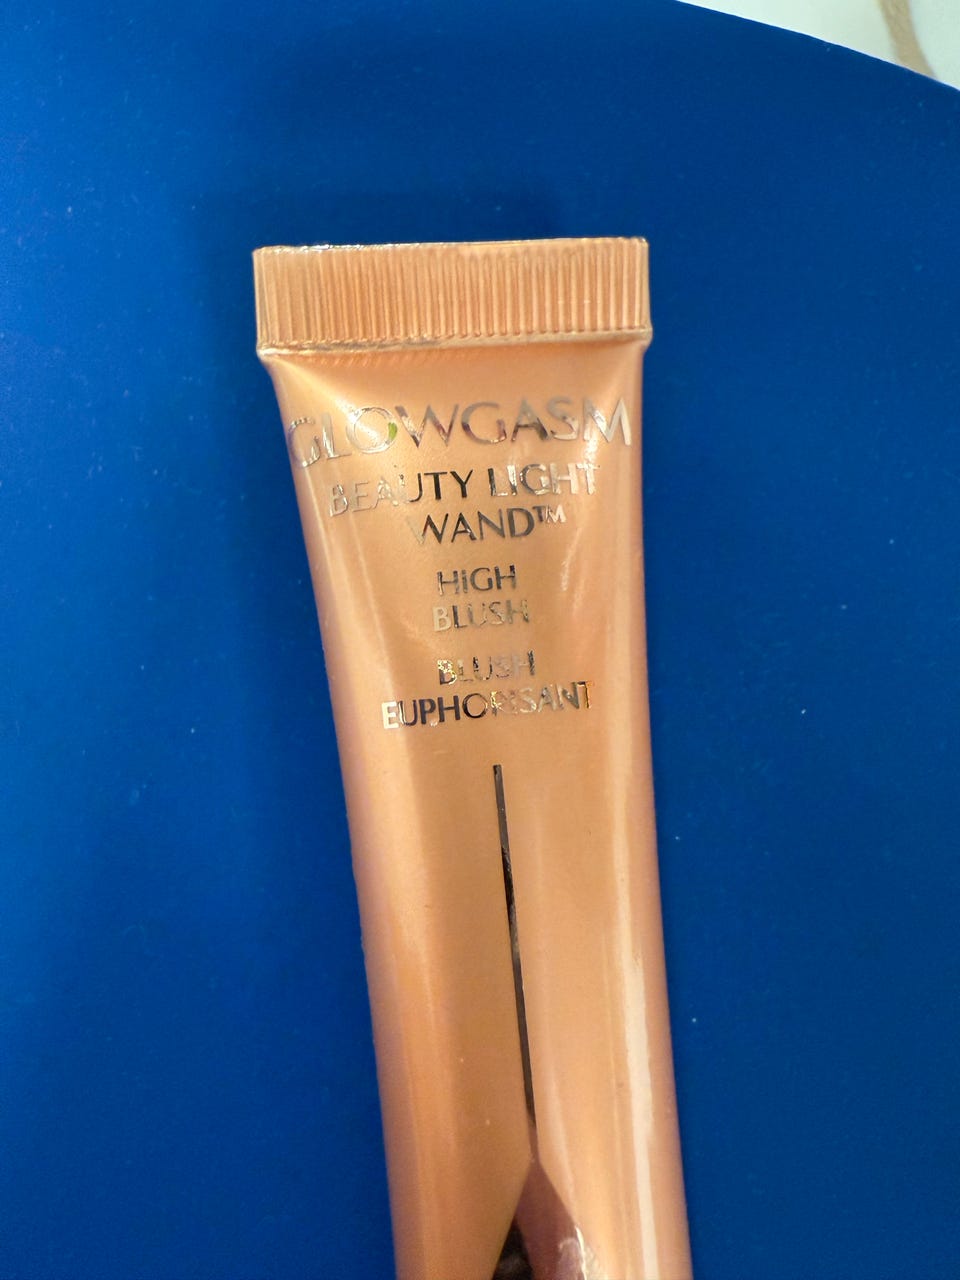 GLOWGASM
BEAUTY LIGHT
WAND™
HIGH
BLUSH
BLUSH
EUPHORISANT